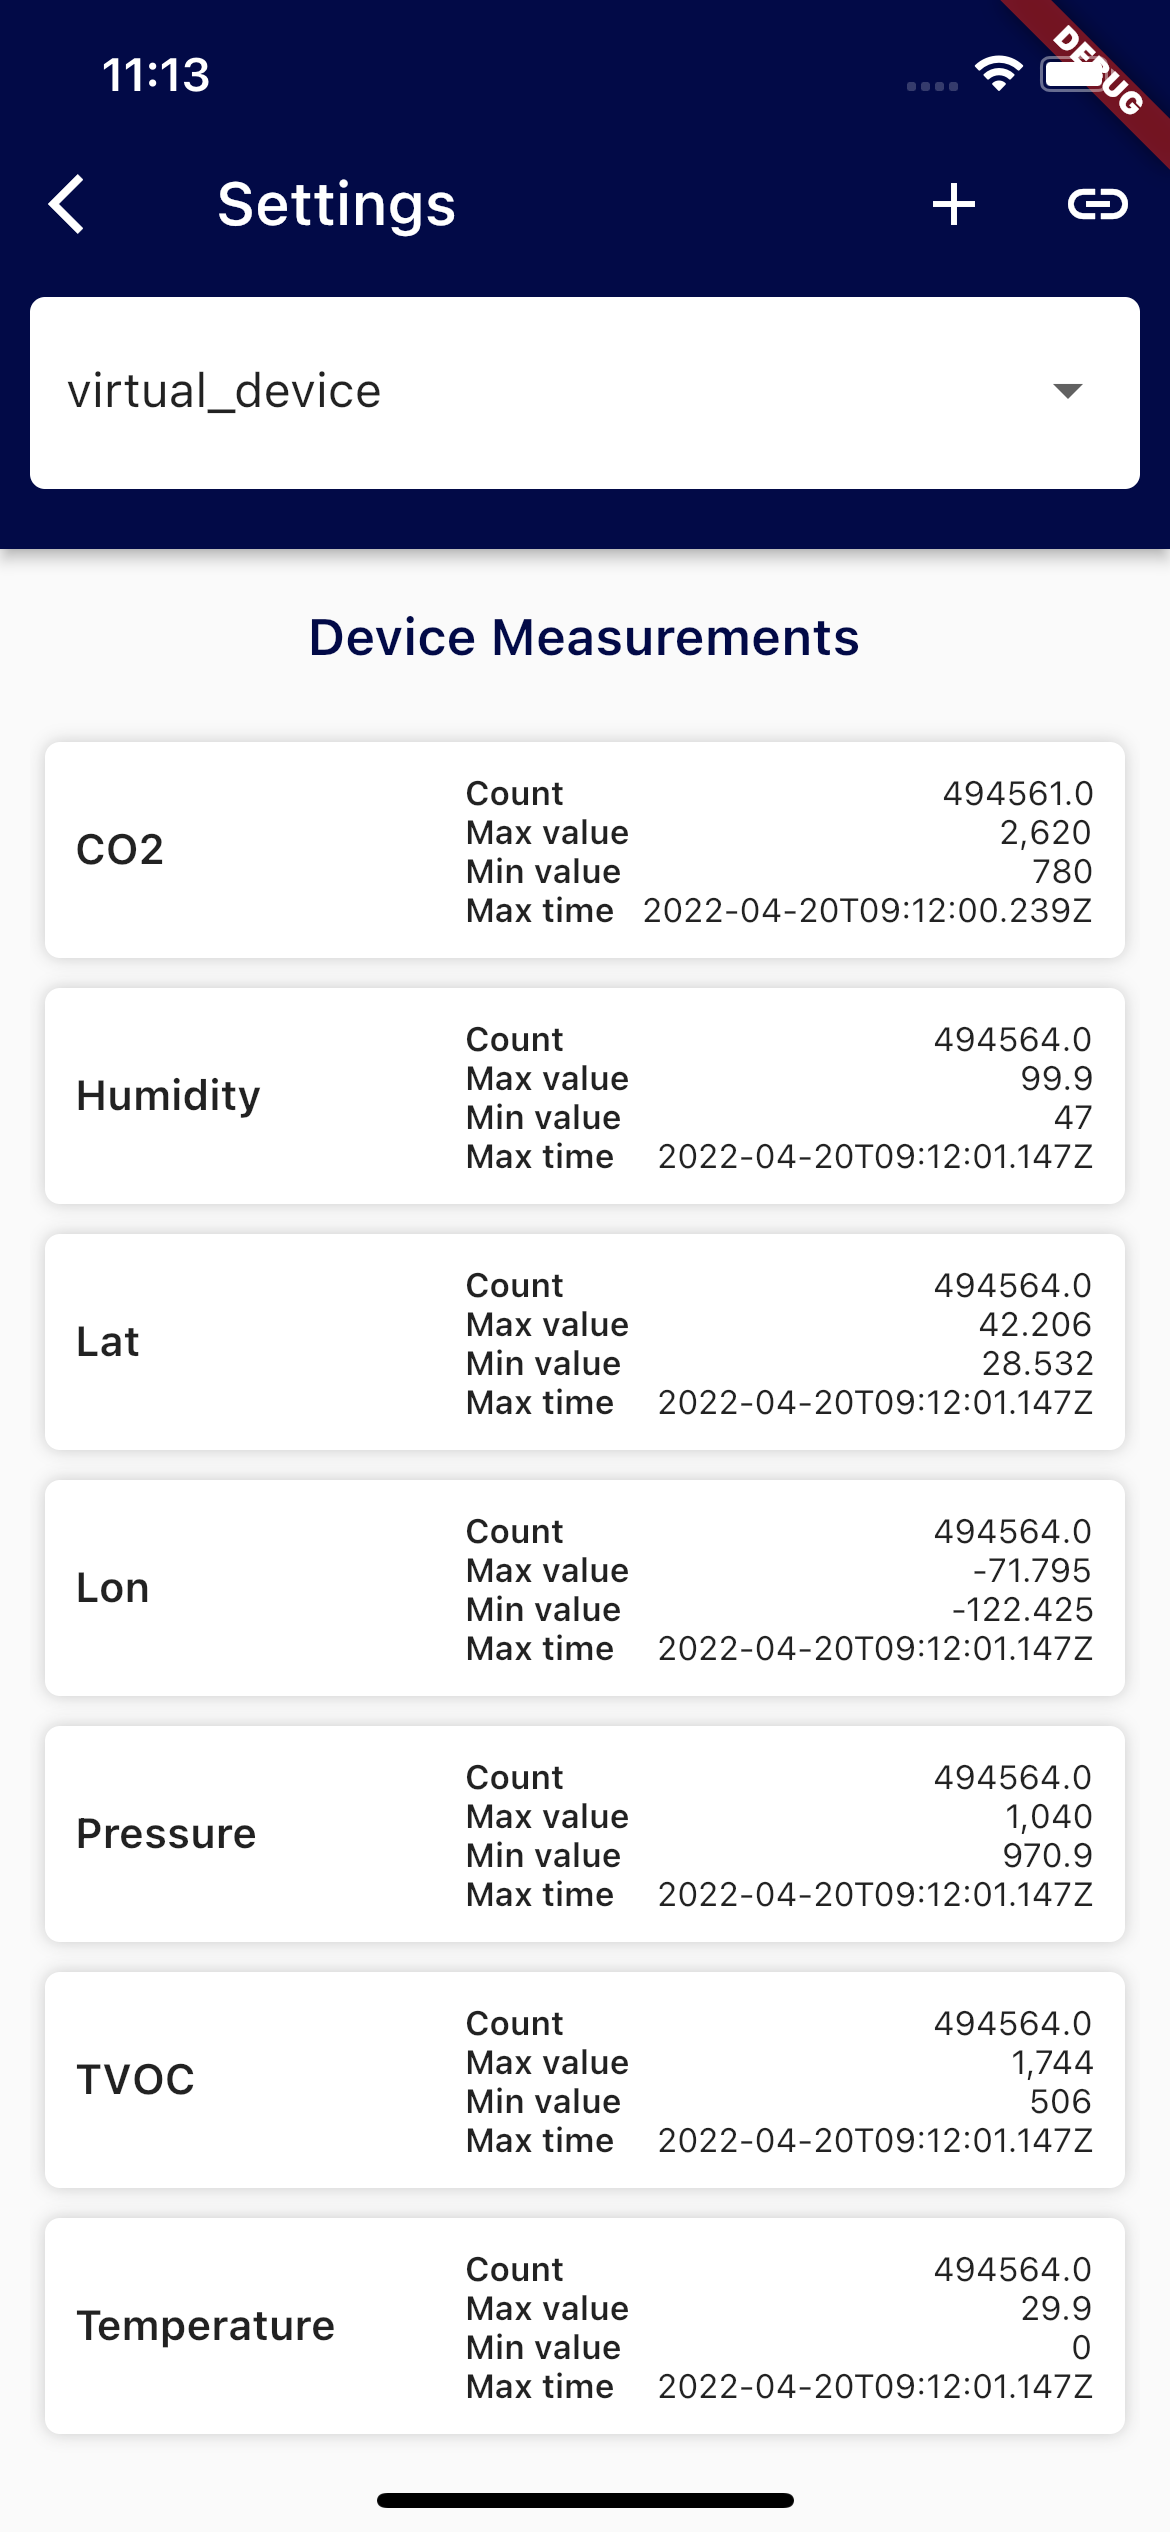 11:13
DEBUG
Settings
virtual_device
Device Measurements
CO2
Count 494561.0
Max value 2,620
Min value 780
Max time 2022-04-20T09:12:00.239Z
Humidity
Count 494564.0
Max value 99.9
Min value 47
Max time 2022-04-20T09:12:01.147Z
Lat
Count 494564.0
Max value 42.206
Min value 28.532
Max time 2022-04-20T09:12:01.147Z
Lon
Count 494564.0
Max value -71.795
Min value -122.425
Max time 2022-04-20T09:12:01.147Z
Pressure
Count 494564.0
Max value 1,040
Min value 970.9
Max time 2022-04-20T09:12:01.147Z
TVOC
Count 494564.0
Max value 1,744
Min value 506
Max time 2022-04-20T09:12:01.147Z
Temperature
Count 494564.0
Max value 29.9
Min value 0
Max time 2022-04-20T09:12:01.147Z